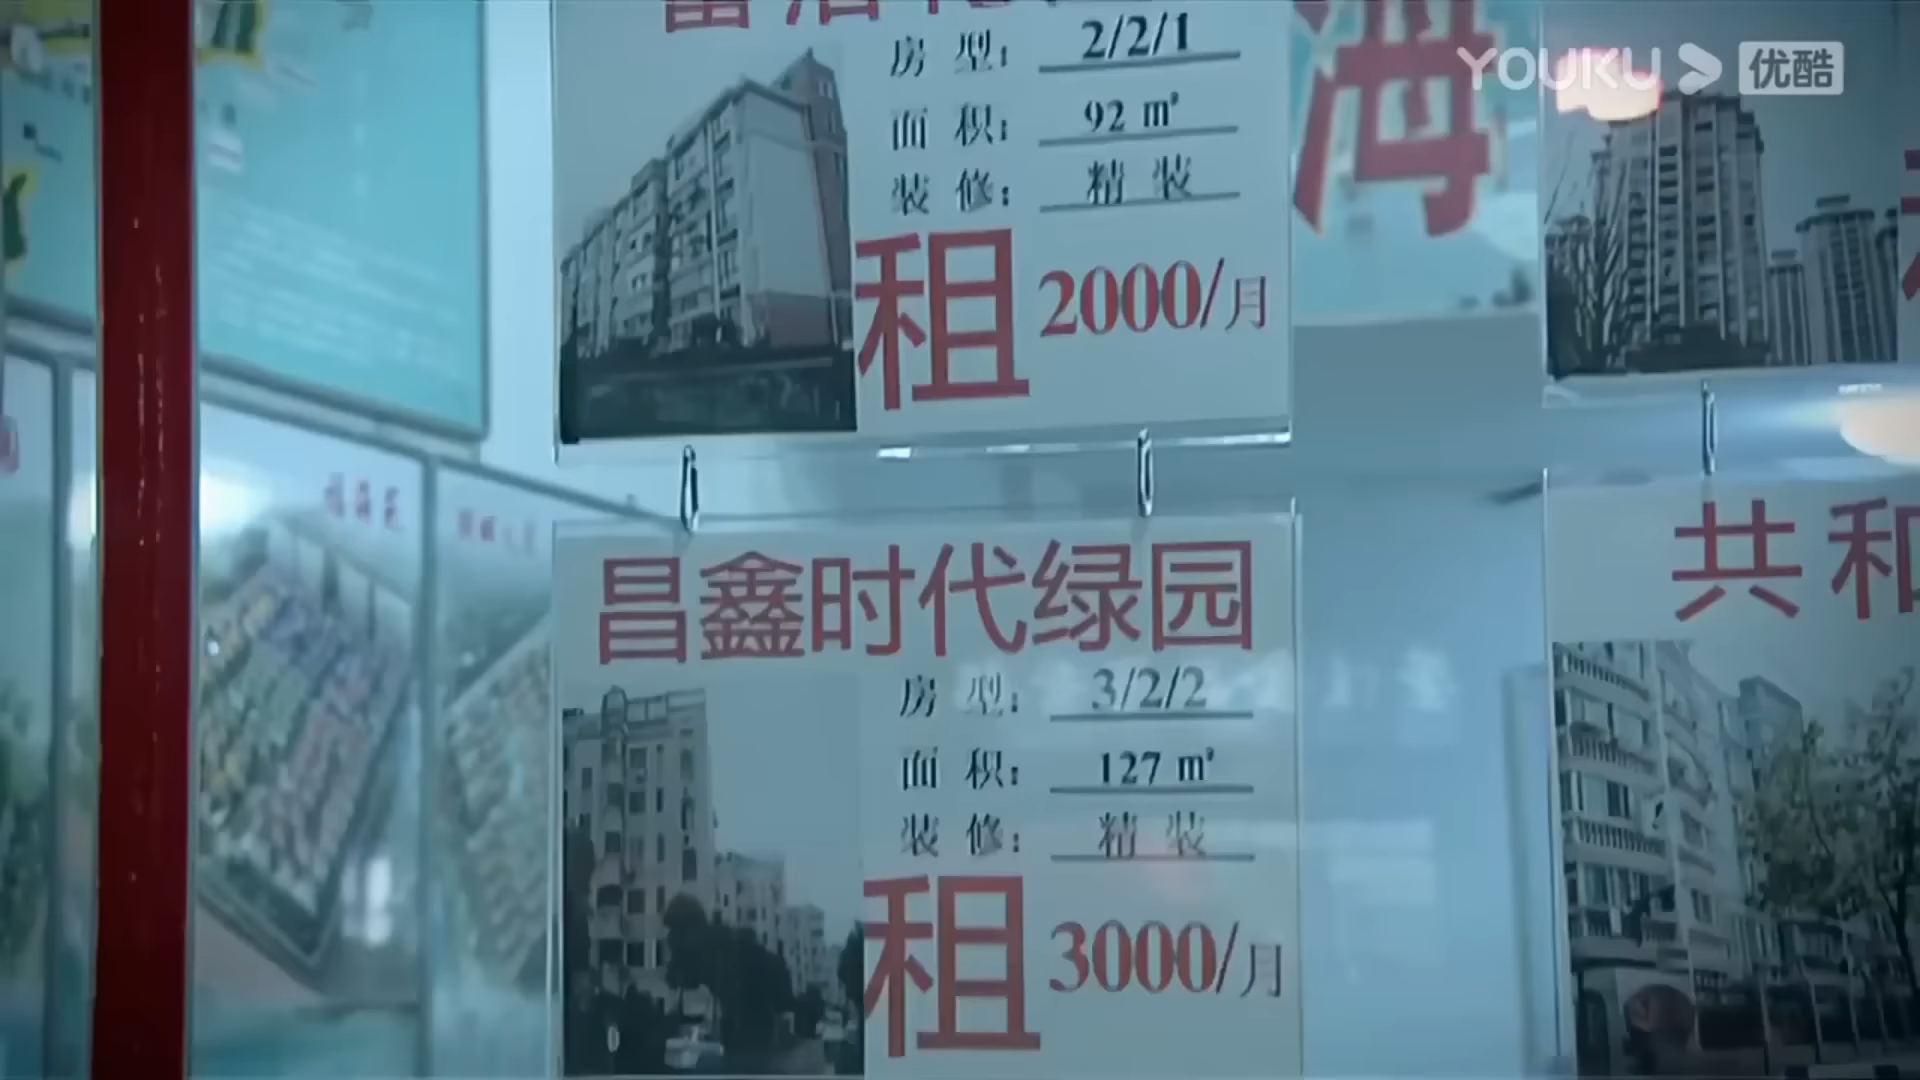 YOUKU 优酷
房 型: 2/2/1
面 积: 92 ㎡
装 修: 精 装
租 2000/月
海
昌鑫时代绿园
房 型: 3/2/2
面 积: 127 ㎡
装 修: 精 装
租 3000/月
共和